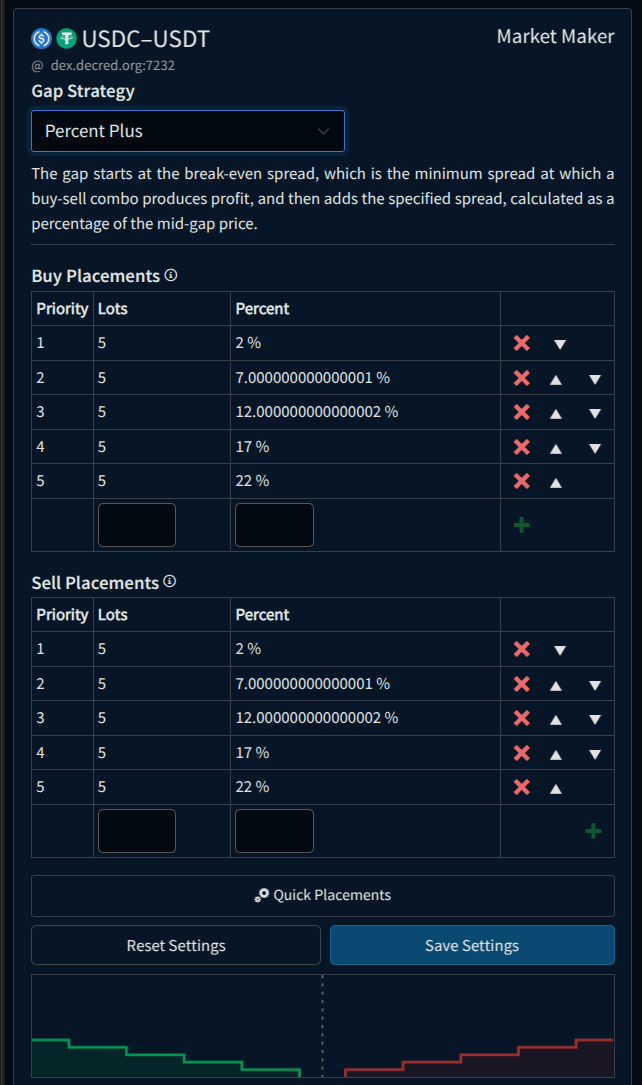 USDC–USDT
Market Maker
@ dex.decred.org:7232
Gap Strategy
Percent Plus
The gap starts at the break-even spread, which is the minimum spread at which a
buy-sell combo produces profit, and then adds the specified spread, calculated as a
percentage of the mid-gap price.
Buy Placements
Priority Lots Percent
1 5 2 %
2 5 7.000000000000001 %
3 5 12.000000000000002 %
4 5 17 %
5 5 22 %
Sell Placements
Priority Lots Percent
1 5 2 %
2 5 7.000000000000001 %
3 5 12.000000000000002 %
4 5 17 %
5 5 22 %
Quick Placements
Reset Settings
Save Settings